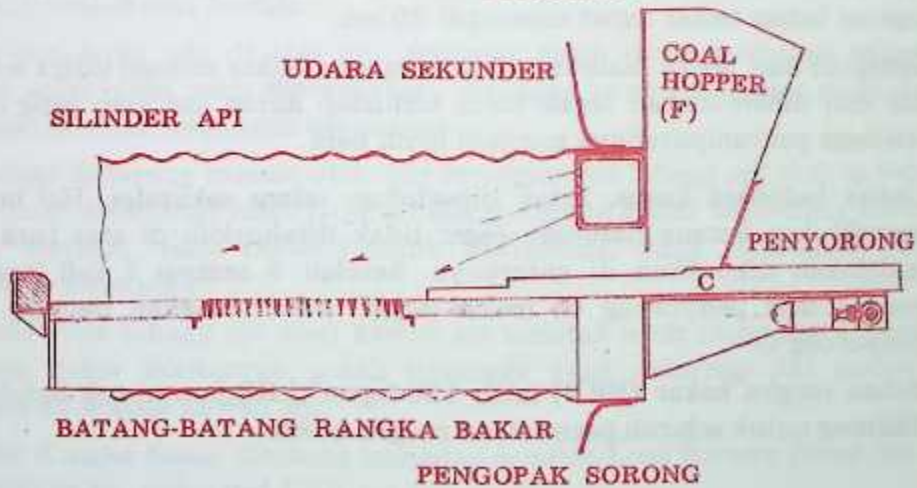 UDARA SEKUNDER
COAL
HOPPER
(F)
SILINDER API
PENYORONG
C
BATANG-BATANG RANGKA BAKAR
PENGOPAK SORONG